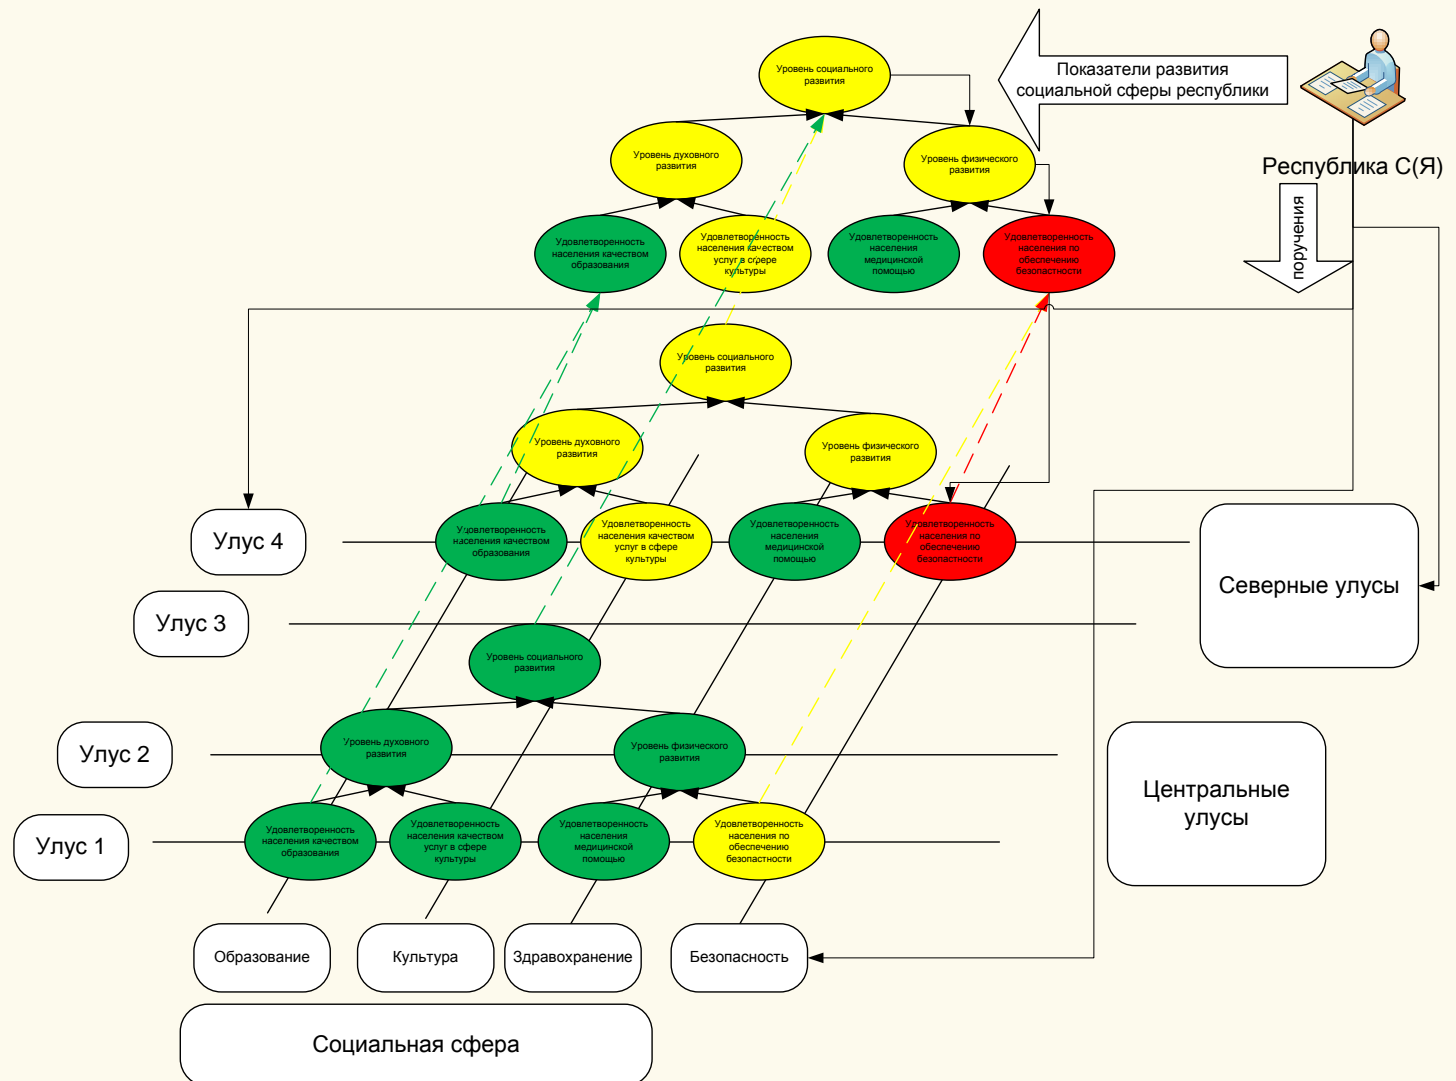 Уровень социального
развития
Показатели развития
социальной сферы республики
Республика С(Я)
поручения
Уровень духовного
развития
Уровень физического
развития
Удовлетворенность
населения качеством
образования
Удовлетворенность
населения качеством
услуг в сфере
культуры
Удовлетворенность
населения
медицинской
помощью
Удовлетворенность
населения по
обеспечению
безопастности
Уровень социального
развития
Уровень духовного
развития
Уровень физического
развития
Улус 4
Удовлетворенность
населения качеством
образования
Удовлетворенность
населения качеством
услуг в сфере
культуры
Удовлетворенность
населения
медицинской
помощью
Удовлетворенность
населения по
обеспечению
безопастности
Северные улусы
Улус 3
Уровень социального
развития
Улус 2
Уровень духовного
развития
Уровень физического
развития
Центральные
улусы
Улус 1
Удовлетворенность
населения качеством
образования
Удовлетворенность
населения качеством
услуг в сфере
культуры
Удовлетворенность
населения
медицинской
помощью
Удовлетворенность
населения по
обеспечению
безопастности
Образование
Культура
Здравохранение
Безопасность
Социальная сфера